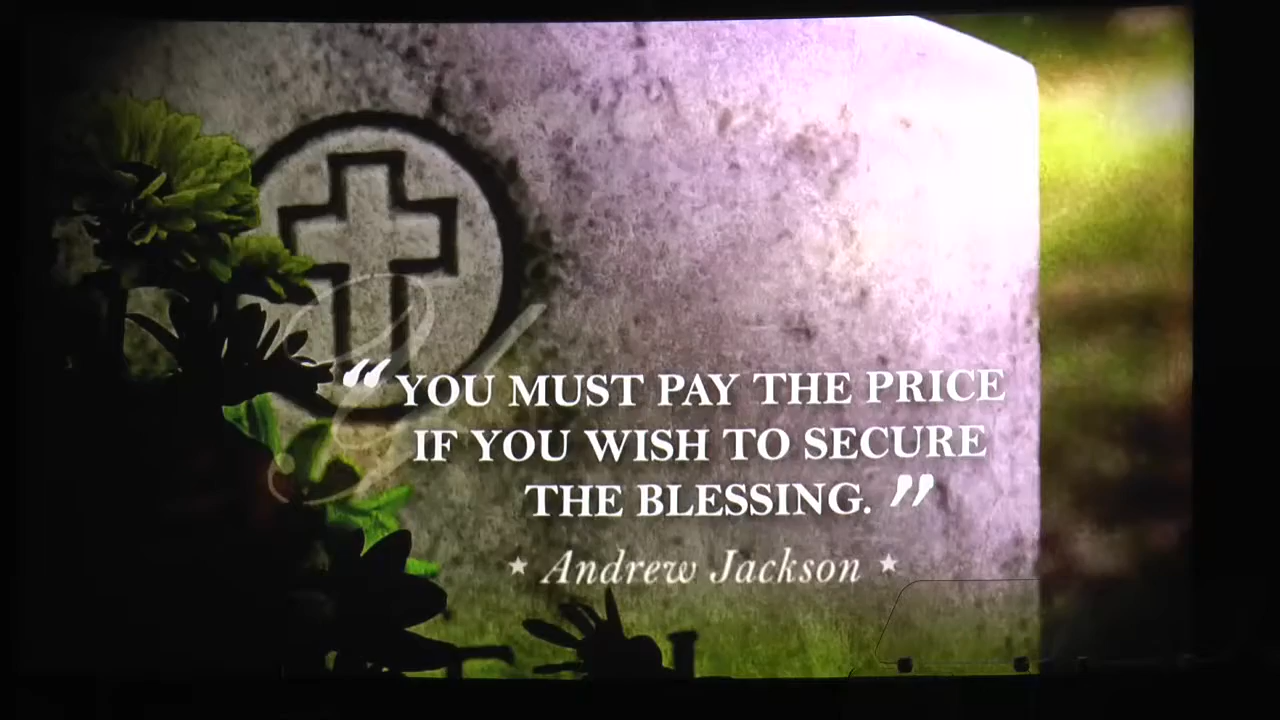 “YOU MUST PAY THE PRICE
IF YOU WISH TO SECURE
THE BLESSING.”
★ Andrew Jackson ★